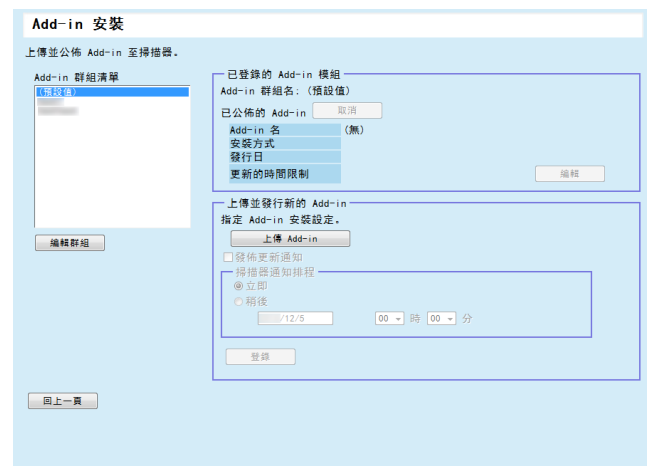 Add-in 安裝
上傳並公佈 Add-in 至掃描器。
Add-in 群組清單
(預設值)
編輯群組
已登錄的 Add-in 模組
Add-in 群組名: (預設值)
已公佈的 Add-in 取消
Add-in 名 (無)
安裝方式
發行日
更新的時間限制
編輯
上傳並發行新的 Add-in
指定 Add-in 安裝設定。
上傳 Add-in
發佈更新通知
掃描器通知排程
立即
稍後
/12/5 00 時 00 分
登錄
回上一頁